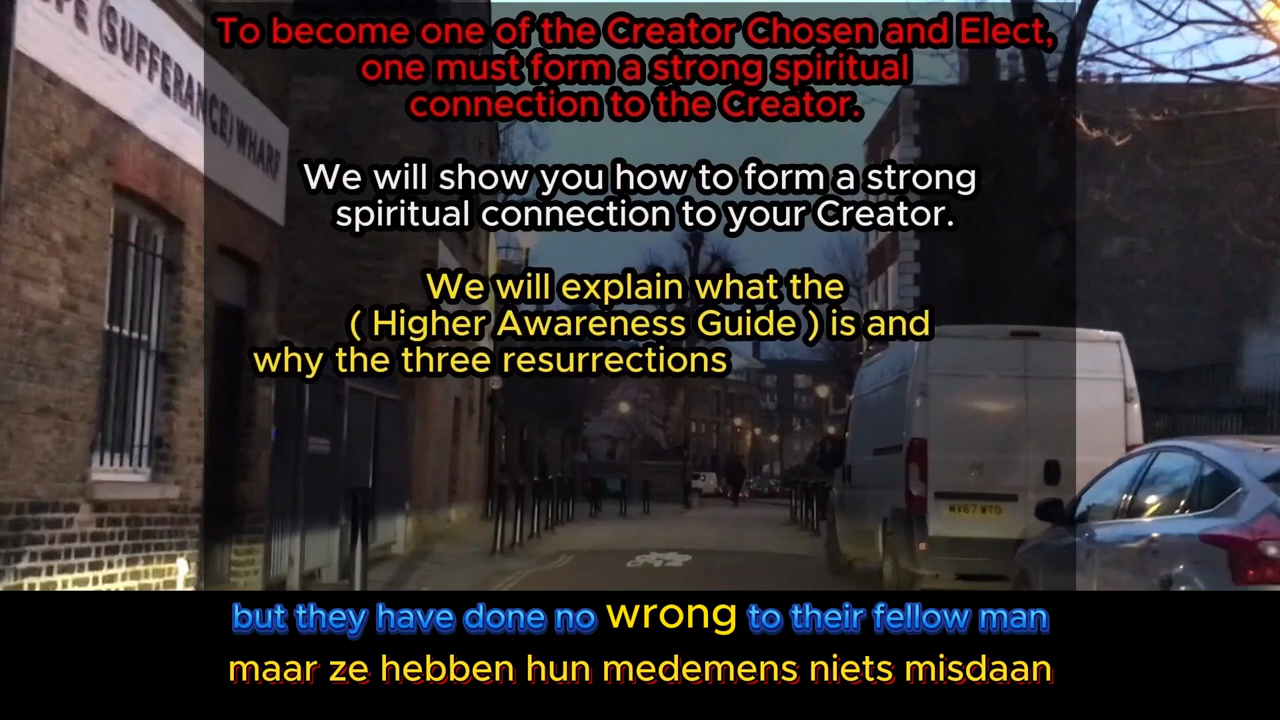 (SUFFERANCE) WHARF
To become one of the Creator Chosen and Elect,
one must form a strong spiritual
connection to the Creator.
We will show you how to form a strong
spiritual connection to your Creator.
We will explain what the
( Higher Awareness Guide ) is and
why the three resurrections
but they have done no wrong to their fellow man
maar ze hebben hun medemens niets misdaan